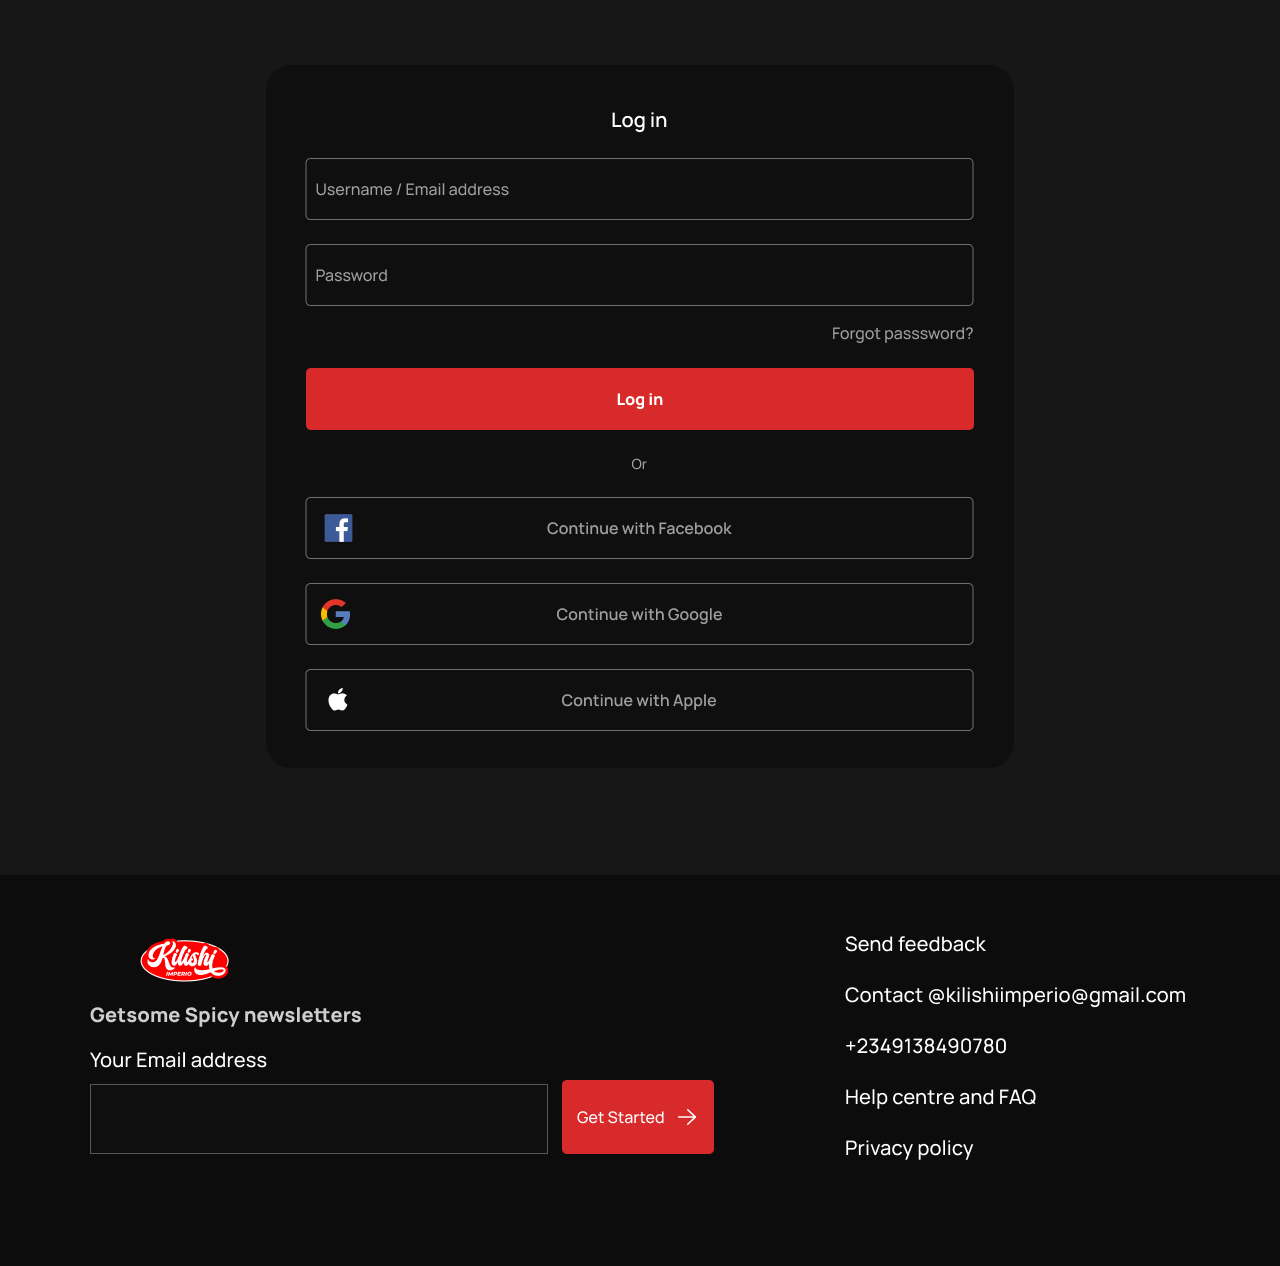 Log in
Username / Email address
Password
Forgot passsword?
Log in
Or
Continue with Facebook
Continue with Google
Continue with Apple
Kilishi
IMPERIO
Getsome Spicy newsletters
Your Email address
Get Started
Send feedback
Contact @kilishiimperio@gmail.com
+2349138490780
Help centre and FAQ
Privacy policy